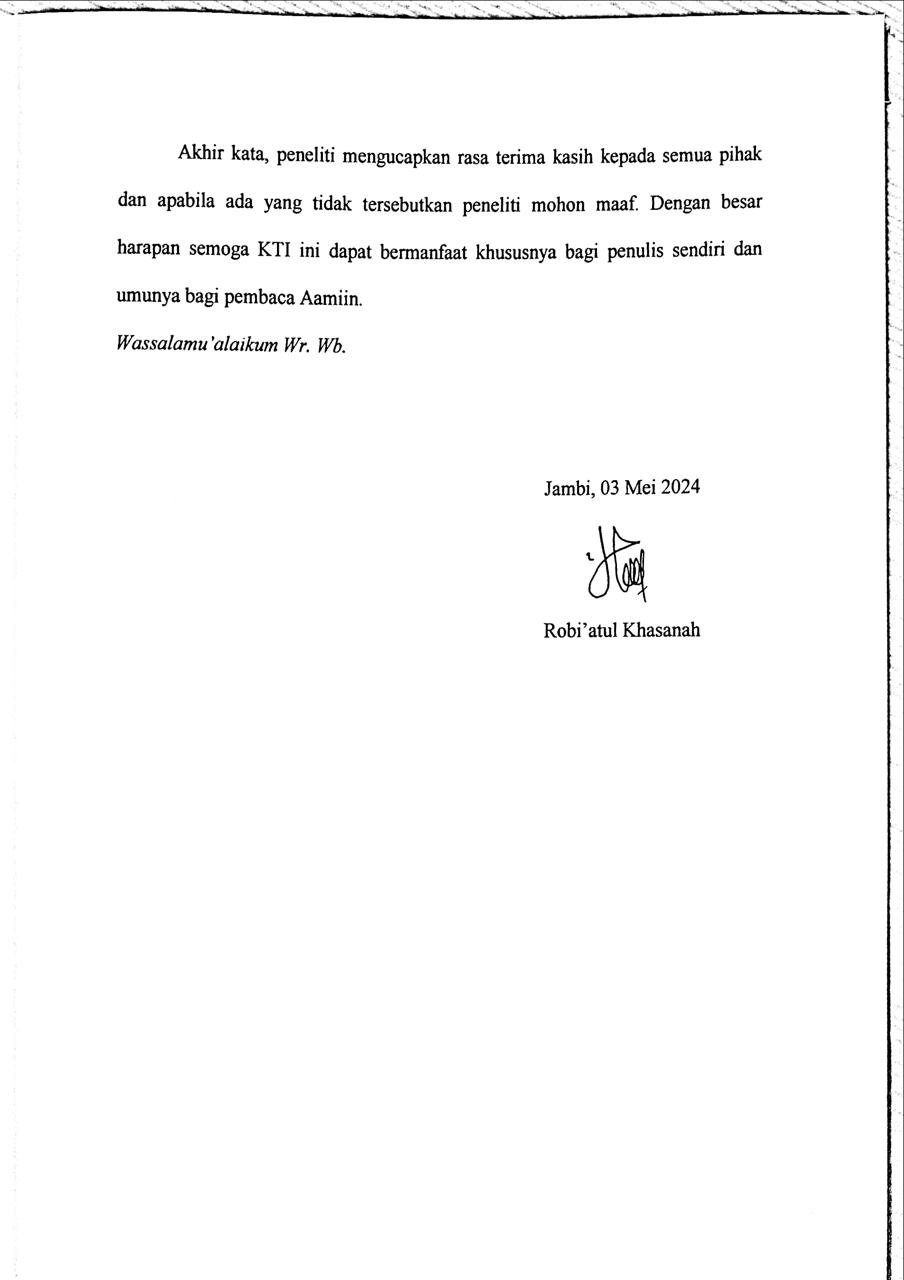 Akhir kata, peneliti mengucapkan rasa terima kasih kepada semua pihak
dan apabila ada yang tidak tersebutkan peneliti mohon maaf. Dengan besar
harapan semoga KTI ini dapat bermanfaat khususnya bagi penulis sendiri dan
umunya bagi pembaca Aamiin.
Wassalamu'alaikum Wr. Wb.
Jambi, 03 Mei 2024
Robi'atul Khasanah